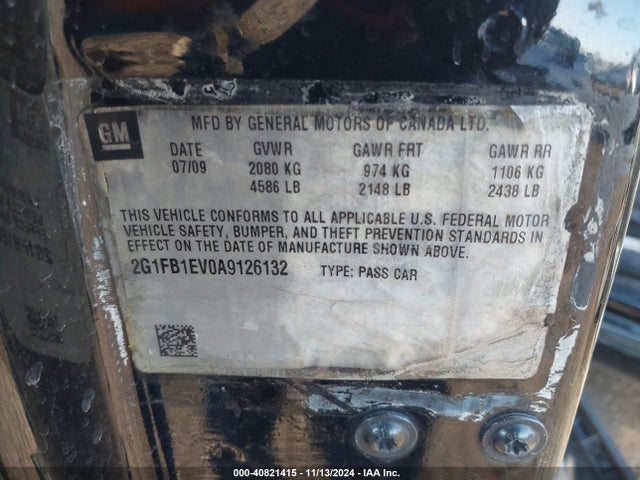 GM
MFD BY GENERAL MOTORS OF CANADA LTD.
DATE GVWR GAWR FRT GAWR RR
07/09 2080 KG 974 KG 1106 KG
4586 LB 2148 LB 2438 LB
THIS VEHICLE CONFORMS TO ALL APPLICABLE U.S. FEDERAL MOTOR
VEHICLE SAFETY, BUMPER, AND THEFT PREVENTION STANDARDS IN
EFFECT ON THE DATE OF MANUFACTURE SHOWN ABOVE.
2G1FB1EV0A9126132 TYPE: PASS CAR
000-40821415 - 11/13/2024 - IAA Inc.